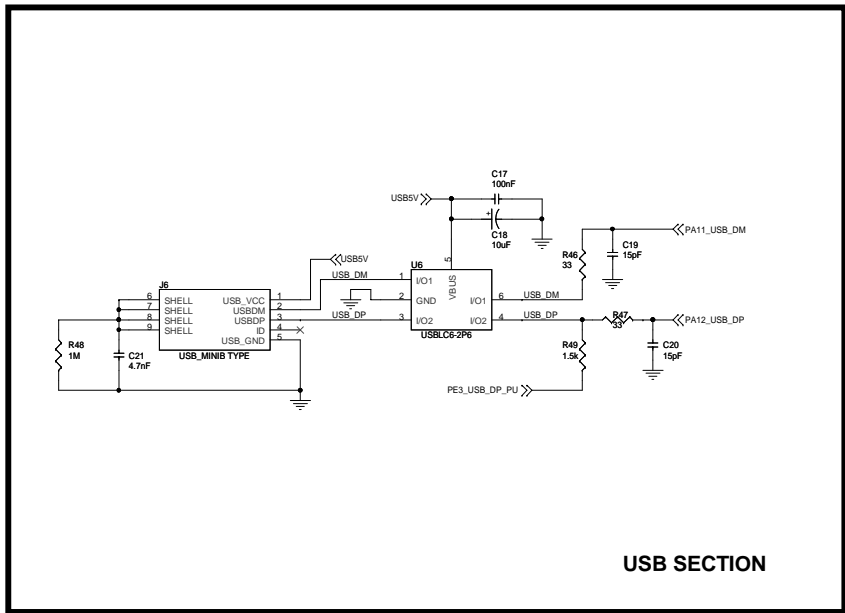 C17
100nF
USB5V
+
C18
10uF
PA11_USB_DM
C19
15pF
R46
33
USB5V
J6
U6
5
VBUS
USB_DM
6 SHELL USB_VCC 1
7 SHELL USBDM 2
8 SHELL USBDP 3
9 SHELL ID 4
USB_GND 5
USB_MINIB TYPE
1 I/O1
2 GND I/O1 6 USB_DM
USB_DP 3 I/O2 I/O2 4 USB_DP
USBLC6-2P6
R47
33
PA12_USB_DP
R48
1M
C21
4.7nF
R49
1.5k
C20
15pF
PE3_USB_DP_PU
USB SECTION